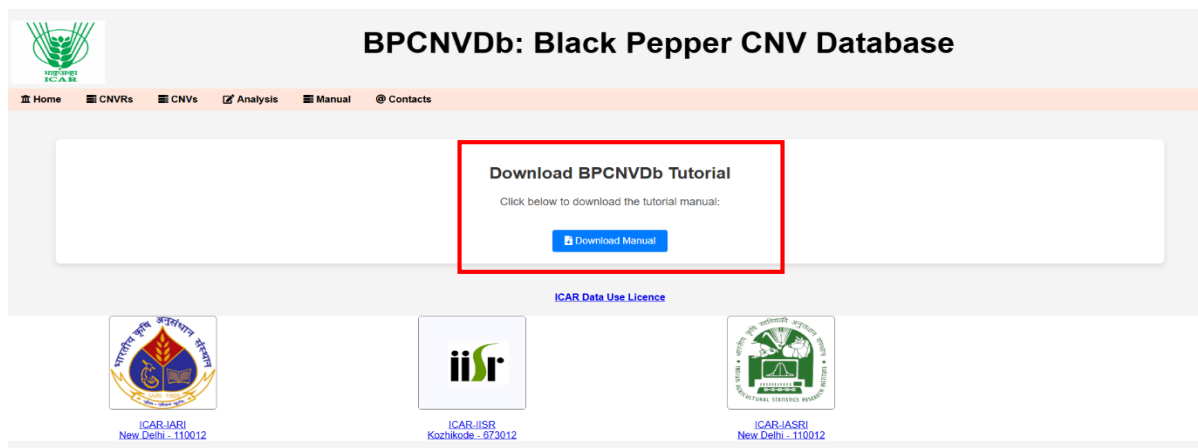 BPCNVDb: Black Pepper CNV Database
भाकृअनुप
ICAR
Home CNVRs CNVs Analysis Manual @ Contacts
Download BPCNVDb Tutorial
Click below to download the tutorial manual:
Download Manual
ICAR Data Use Licence
भारतीय कृषि अनुसंधान संस्थान
iisr
ICAR-IARI
New Delhi - 110012
ICAR-IISR
Kozhikode - 673012
ICAR-IASRI
New Delhi - 110012